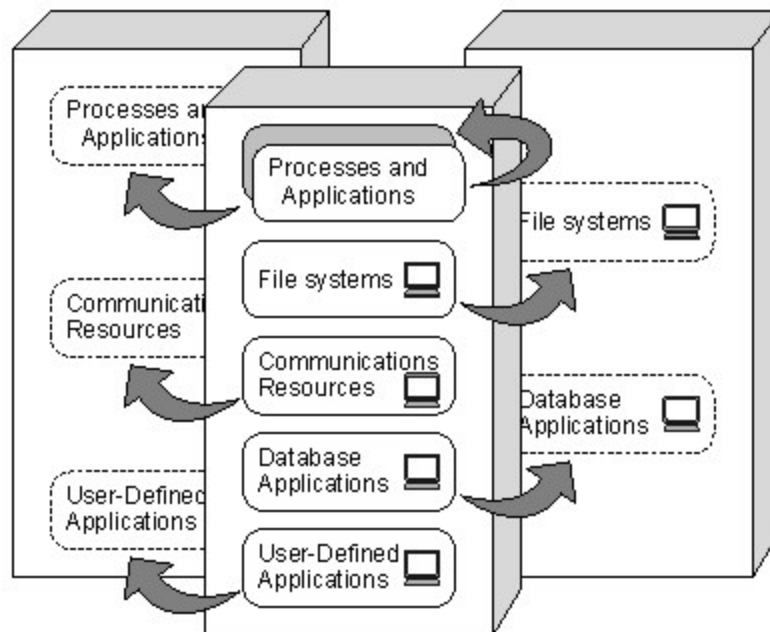 Processes
Applications
Communicati
Resources
User-Defined
Applications
Processes and
Applications
File systems
Communications
Resources
Database
Applications
User-Defined
Applications
File systems
Database
Applications